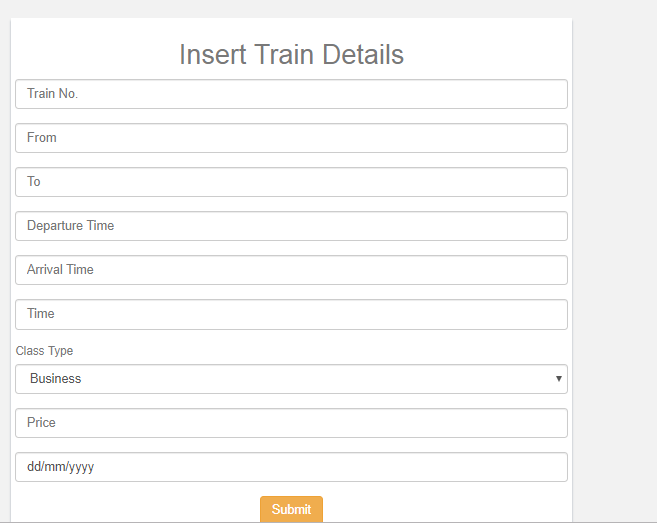 Insert Train Details
Train No.
From
To
Departure Time
Arrival Time
Time
Class Type
Business
Price
dd/mm/yyyy
Submit